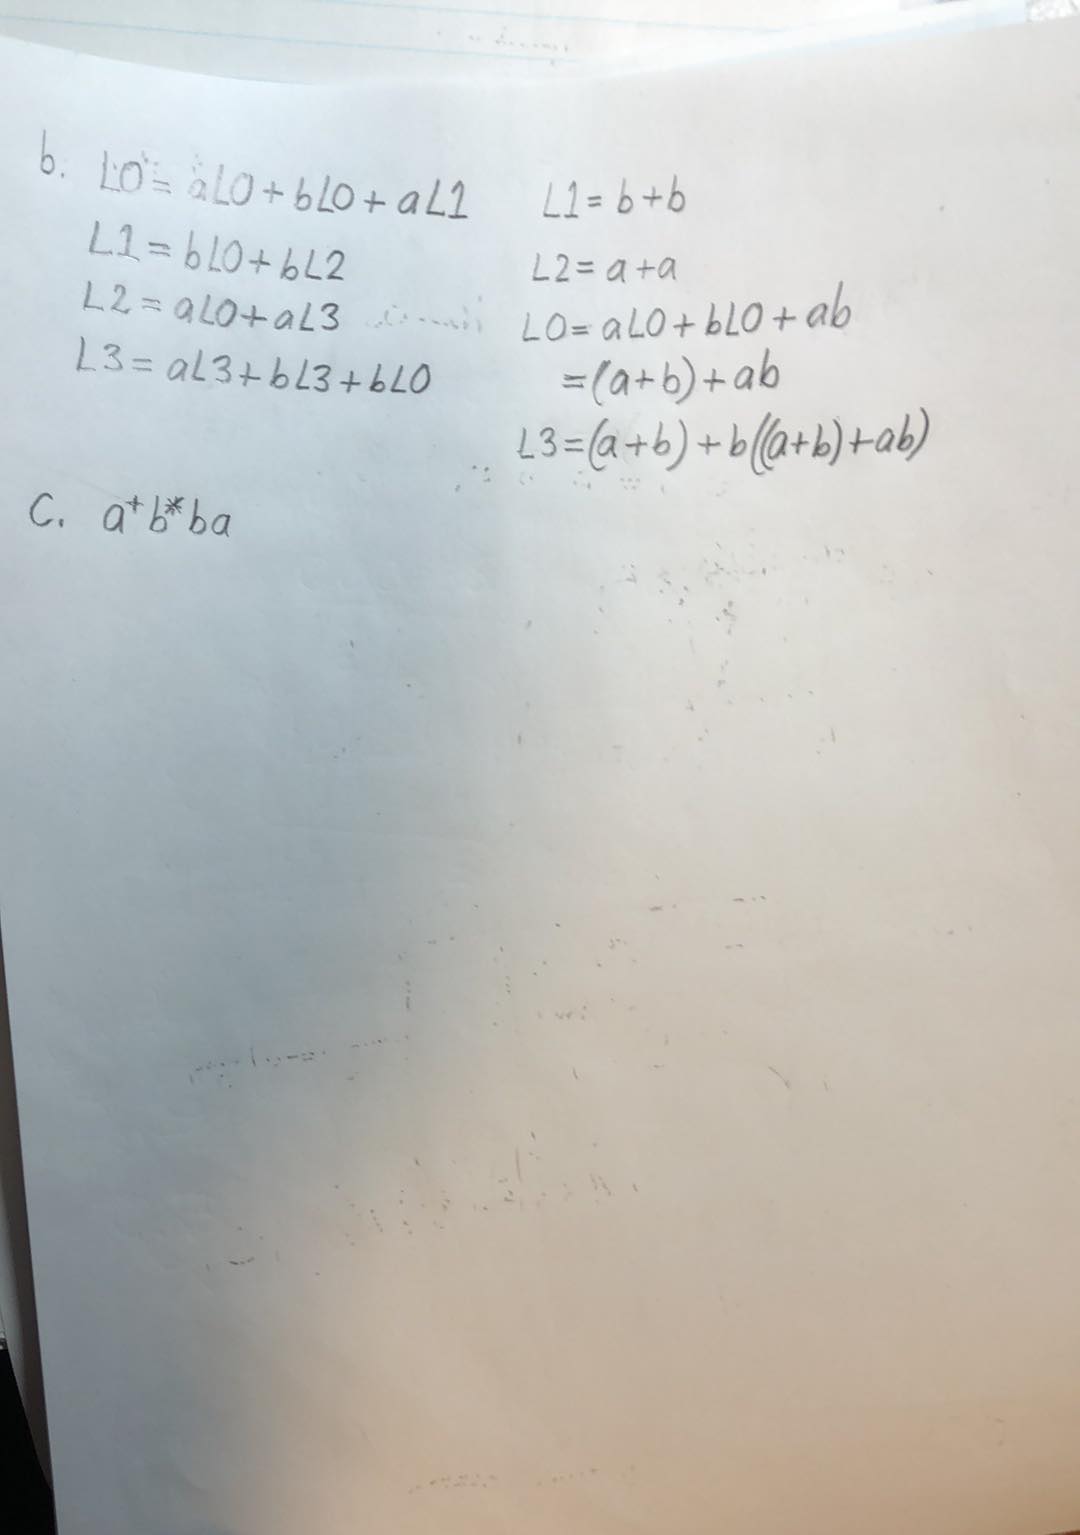 b. L0 = aL0 + bL0 + aL1
L1 = bL0 + bL2
L2 = aL0 + aL3
L3 = aL3 + bL3 + bL0
L1 = b + b
L2 = a + a
L0 = aL0 + bL0 + ab
= (a + b) + ab
L3 = (a + b) + b((a+b) + ab)
C. a⁺b*ba